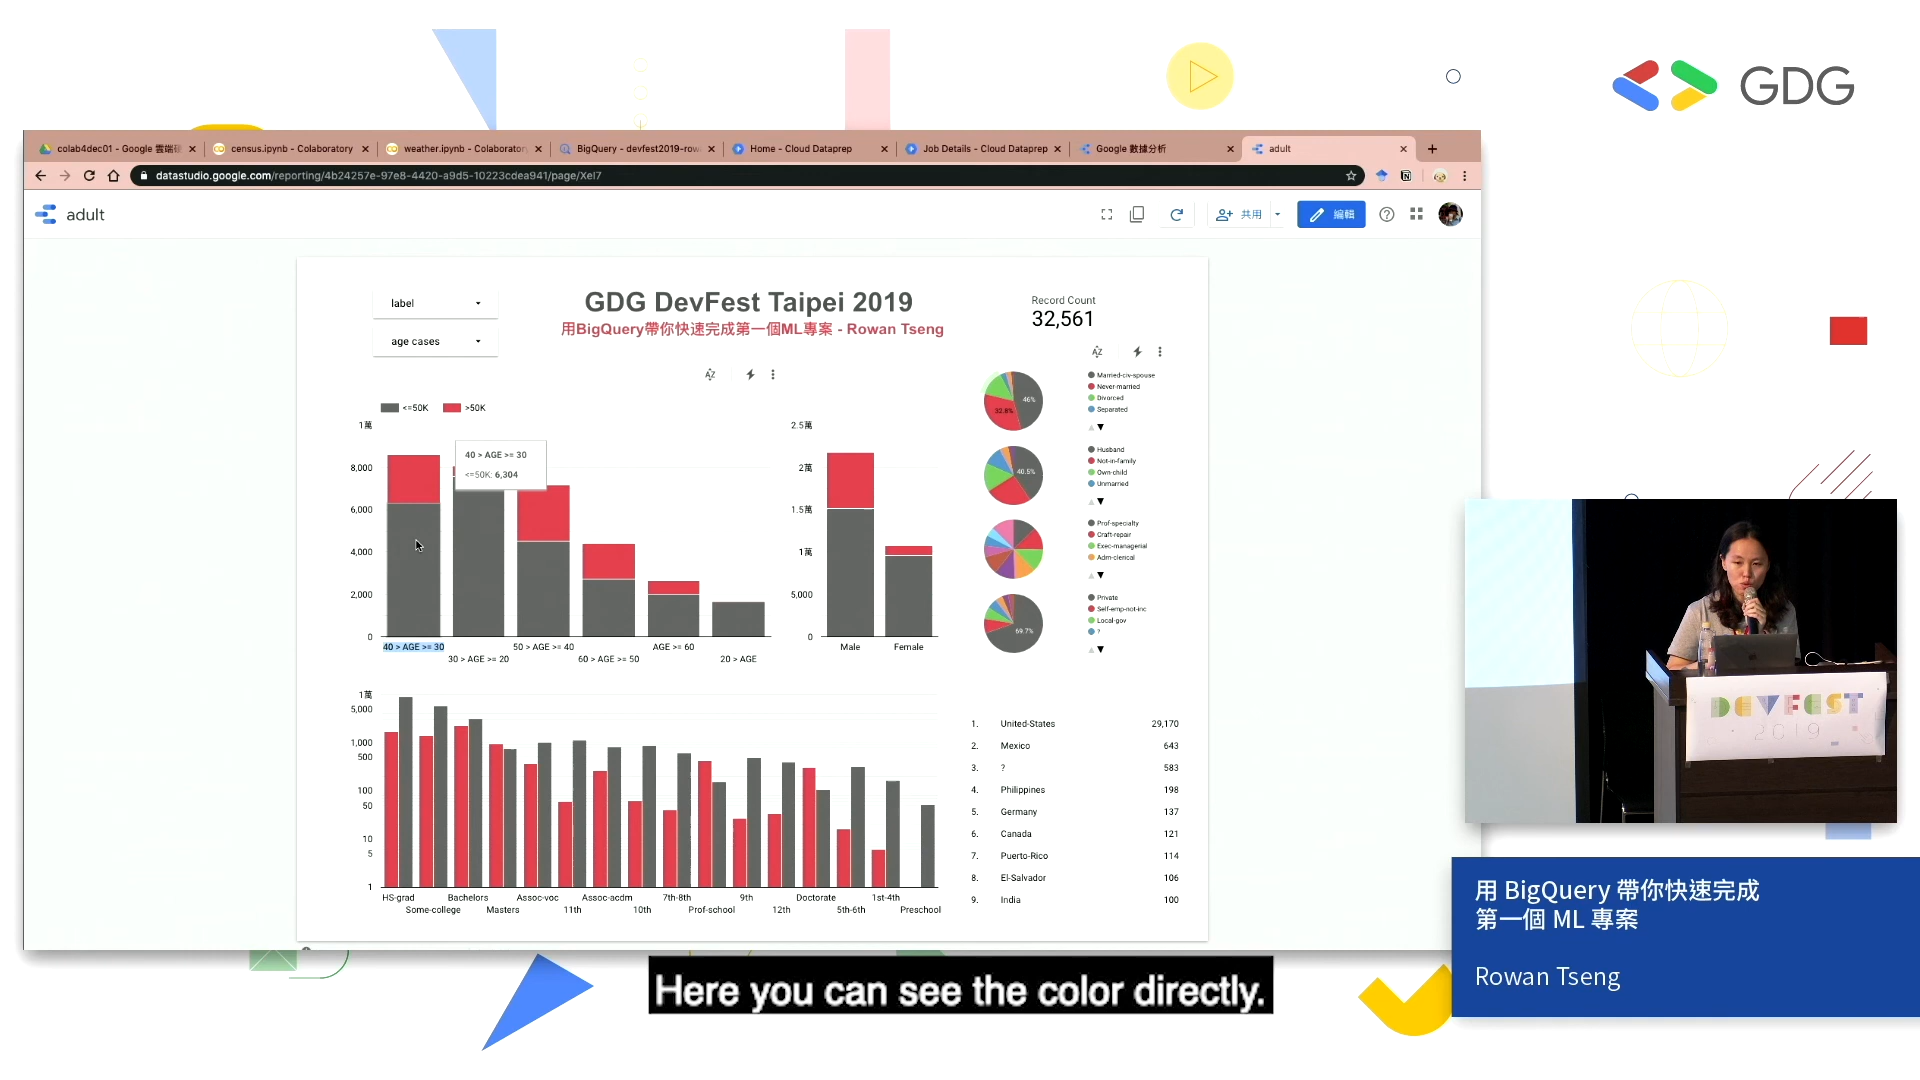 GDG
colab4dec01 - Google 雲端硬
census.ipynb - Colaboratory
weather.ipynb - Colaboratory
BigQuery - devfest2019-row
Home - Cloud Dataprep
Job Details - Cloud Dataprep
Google 數據分析
adult
datastudio.google.com/reporting/4b24257e-97e8-4420-a9d5-10223cdea941/page/XeI7
adult
共用
編輯
label
age cases
GDG DevFest Taipei 2019
用BigQuery帶你快速完成第一個ML專案 - Rowan Tseng
Record Count
32,561
<=50K >50K
1萬
8,000
6,000
4,000
2,000
0
40 > AGE >= 30
<=50K: 6,304
40 > AGE >= 30
30 > AGE >= 20
50 > AGE >= 40
60 > AGE >= 50
AGE >= 60
20 > AGE
2.5萬
2萬
1.5萬
1萬
5,000
0
Male
Female
46%
32.8%
Married-civ-spouse
Never-married
Divorced
Separated
40.5%
Husband
Not-in-family
Own-child
Unmarried
Prof-specialty
Craft-repair
Exec-managerial
Adm-clerical
69.7%
Private
Self-emp-not-inc
Local-gov
?
1萬
5,000
1,000
500
100
50
10
5
1
HS-grad
Some-college
Bachelors
Masters
Assoc-voc
11th
Assoc-acdm
10th
7th-8th
Prof-school
9th
12th
Doctorate
5th-6th
1st-4th
Preschool
1. United-States 29,170
2. Mexico 643
3. ? 583
4. Philippines 198
5. Germany 137
6. Canada 121
7. Puerto-Rico 114
8. El-Salvador 106
9. India 100
DEVFEST
2019
用 BigQuery 帶你快速完成
第一個 ML 專案
Rowan Tseng
Here you can see the color directly.